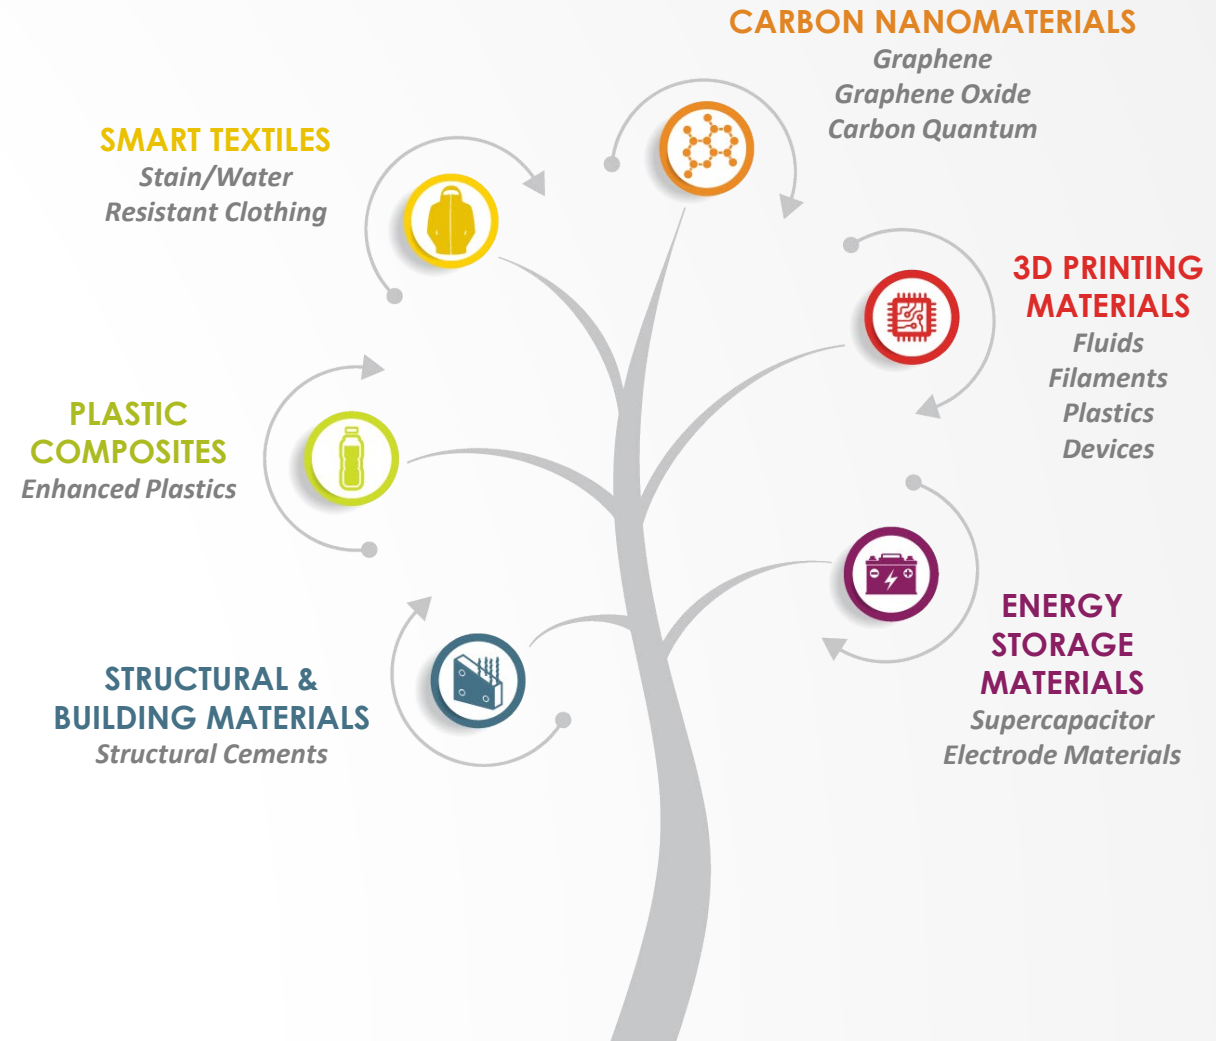 CARBON NANOMATERIALS
Graphene
Graphene Oxide
Carbon Quantum
SMART TEXTILES
Stain/Water
Resistant Clothing
3D PRINTING
MATERIALS
Fluids
Filaments
Plastics
Devices
PLASTIC
COMPOSITES
Enhanced Plastics
ENERGY
STORAGE
MATERIALS
Supercapacitor
Electrode Materials
STRUCTURAL &
BUILDING MATERIALS
Structural Cements